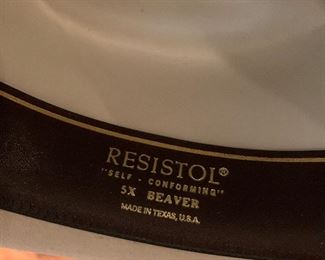 RESISTOL®
"SELF - CONFORMING"
5X BEAVER
MADE IN TEXAS, U.S.A.